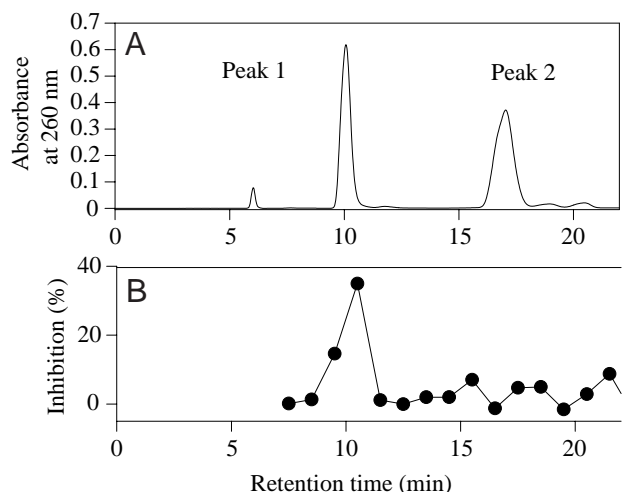 A
Absorbance
at 260 nm
0.7
0.6
0.5
0.4
0.3
0.2
0.1
0
Peak 1
Peak 2
0 5 10 15 20
B
Inhibition (%)
40
20
0
0 5 10 15 20
Retention time (min)